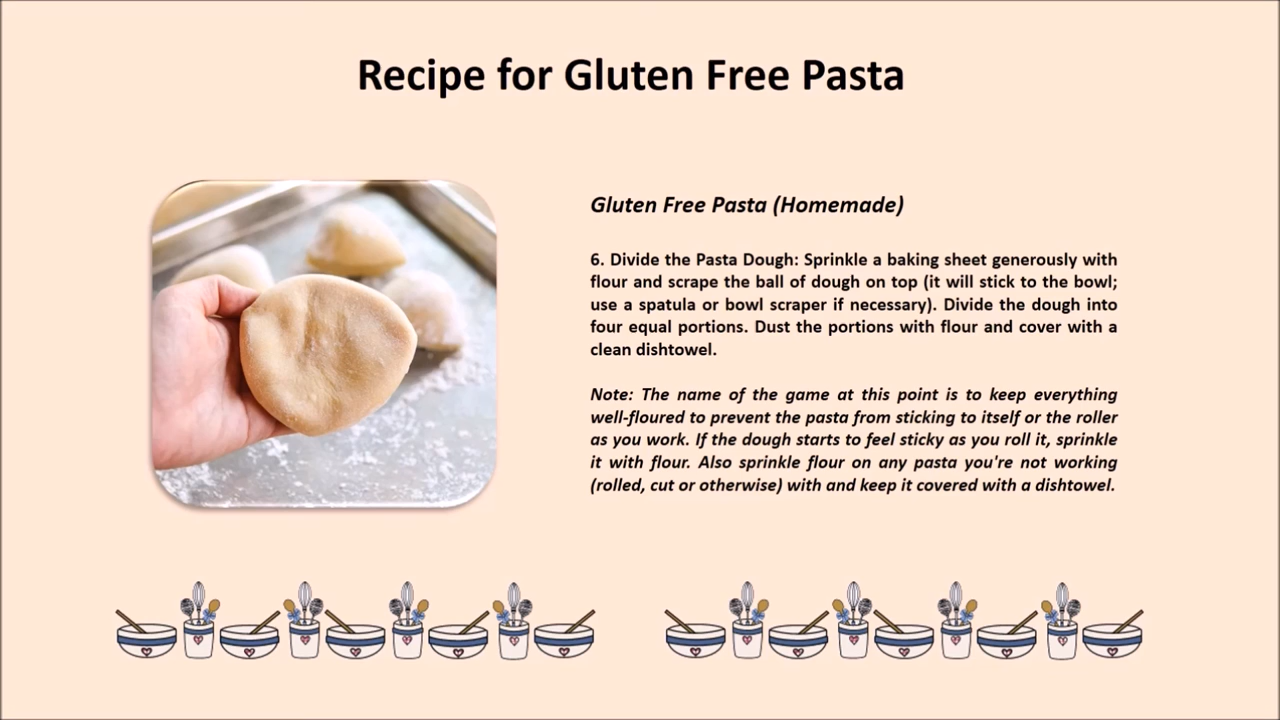 Recipe for Gluten Free Pasta
Gluten Free Pasta (Homemade)
6. Divide the Pasta Dough: Sprinkle a baking sheet generously with
flour and scrape the ball of dough on top (it will stick to the bowl;
use a spatula or bowl scraper if necessary). Divide the dough into
four equal portions. Dust the portions with flour and cover with a
clean dishtowel.
Note: The name of the game at this point is to keep everything
well-floured to prevent the pasta from sticking to itself or the roller
as you work. If the dough starts to feel sticky as you roll it, sprinkle
it with flour. Also sprinkle flour on any pasta you're not working
(rolled, cut or otherwise) with and keep it covered with a dishtowel.